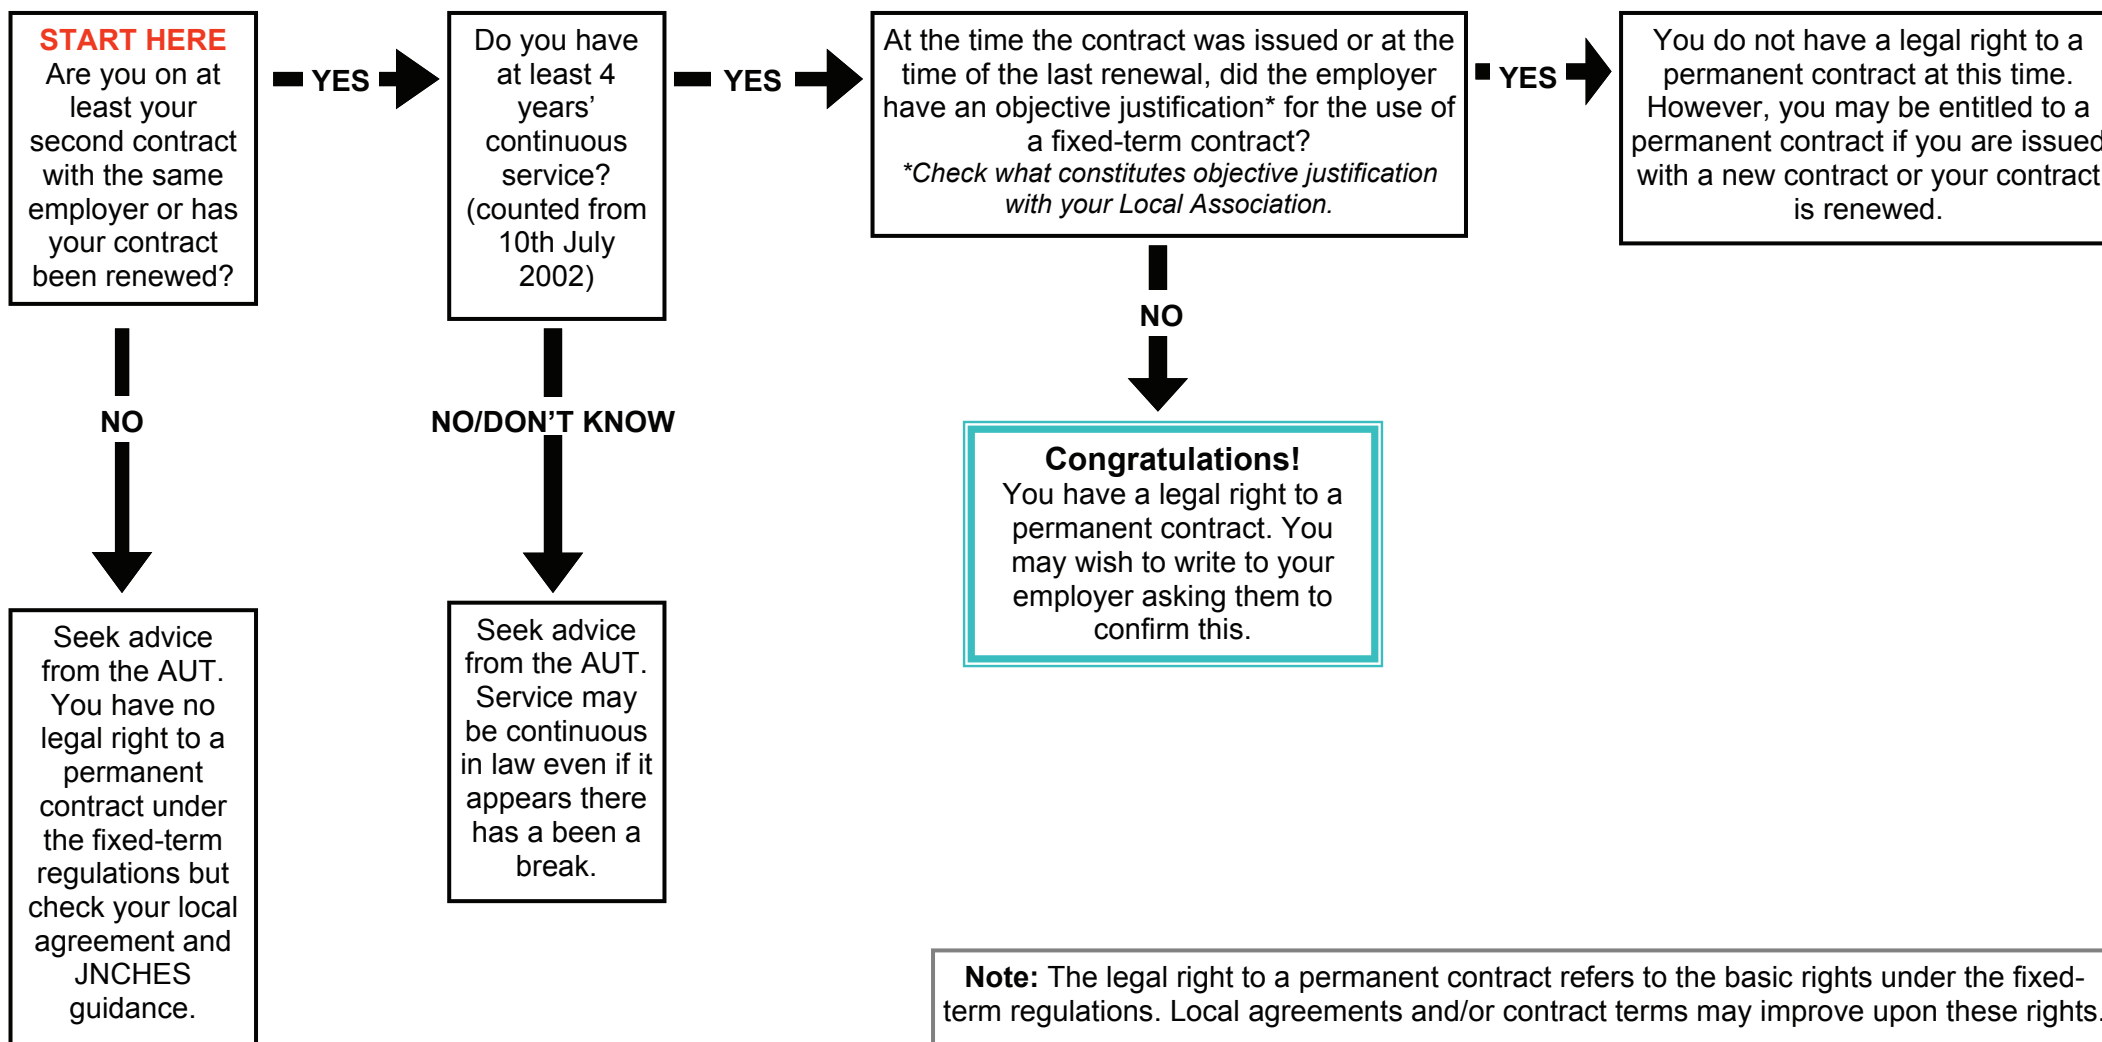 START HERE
Are you on at
least your
second contract
with the same
employer or has
your contract
been renewed?
YES
Do you have
at least 4
years’
continuous
service?
(counted from
10th July
2002)
YES
At the time the contract was issued or at the
time of the last renewal, did the employer
have an objective justification* for the use of
a fixed-term contract?
*Check what constitutes objective justification
with your Local Association.
YES
You do not have a legal right to a
permanent contract at this time.
However, you may be entitled to a
permanent contract if you are issued
with a new contract or your contract
is renewed.
NO
NO/DON’T KNOW
NO
Seek advice
from the AUT.
You have no
legal right to a
permanent
contract under
the fixed-term
regulations but
check your local
agreement and
JNCHES
guidance.
Seek advice
from the AUT.
Service may
be continuous
in law even if it
appears there
has a been a
break.
Congratulations!
You have a legal right to a
permanent contract. You
may wish to write to your
employer asking them to
confirm this.
Note: The legal right to a permanent contract refers to the basic rights under the fixed-
term regulations. Local agreements and/or contract terms may improve upon these rights.